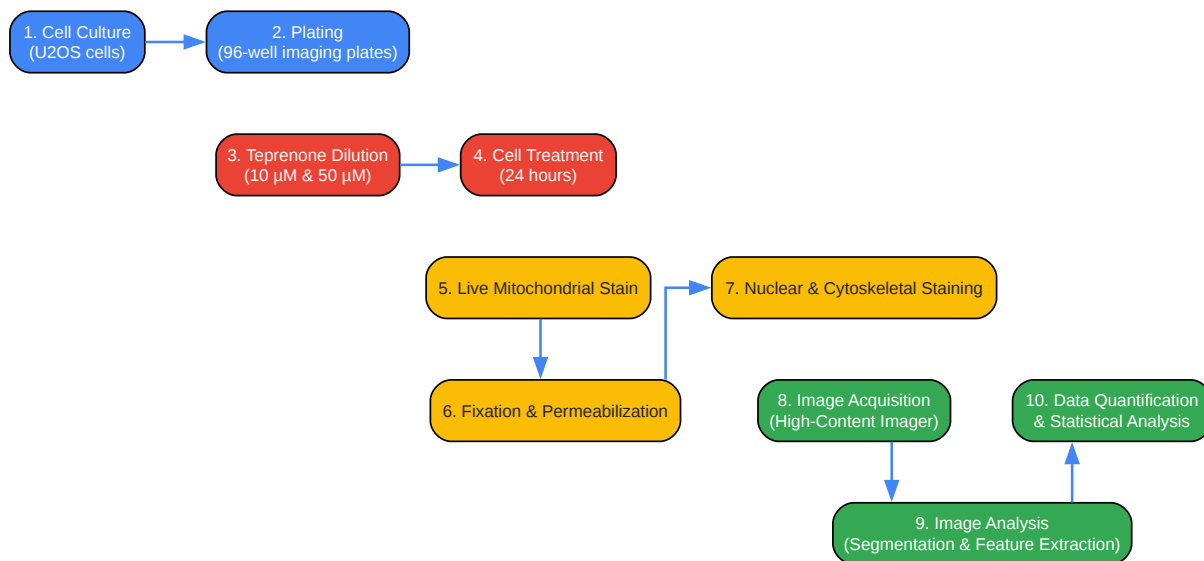 1. Cell Culture
(U2OS cells)
2. Plating
(96-well imaging plates)
3. Teprenone Dilution
(10 µM & 50 µM)
4. Cell Treatment
(24 hours)
5. Live Mitochondrial Stain
6. Fixation & Permeabilization
7. Nuclear & Cytoskeletal Staining
8. Image Acquisition
(High-Content Imager)
9. Image Analysis
(Segmentation & Feature Extraction)
10. Data Quantification
& Statistical Analysis